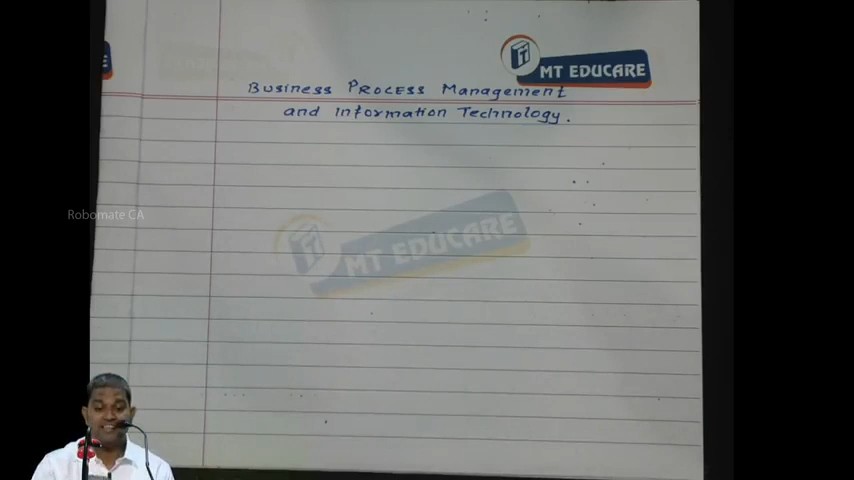 MT EDUCARE
Business Process Management
and Information Technology.
Robomate CA
MT EDUCARE